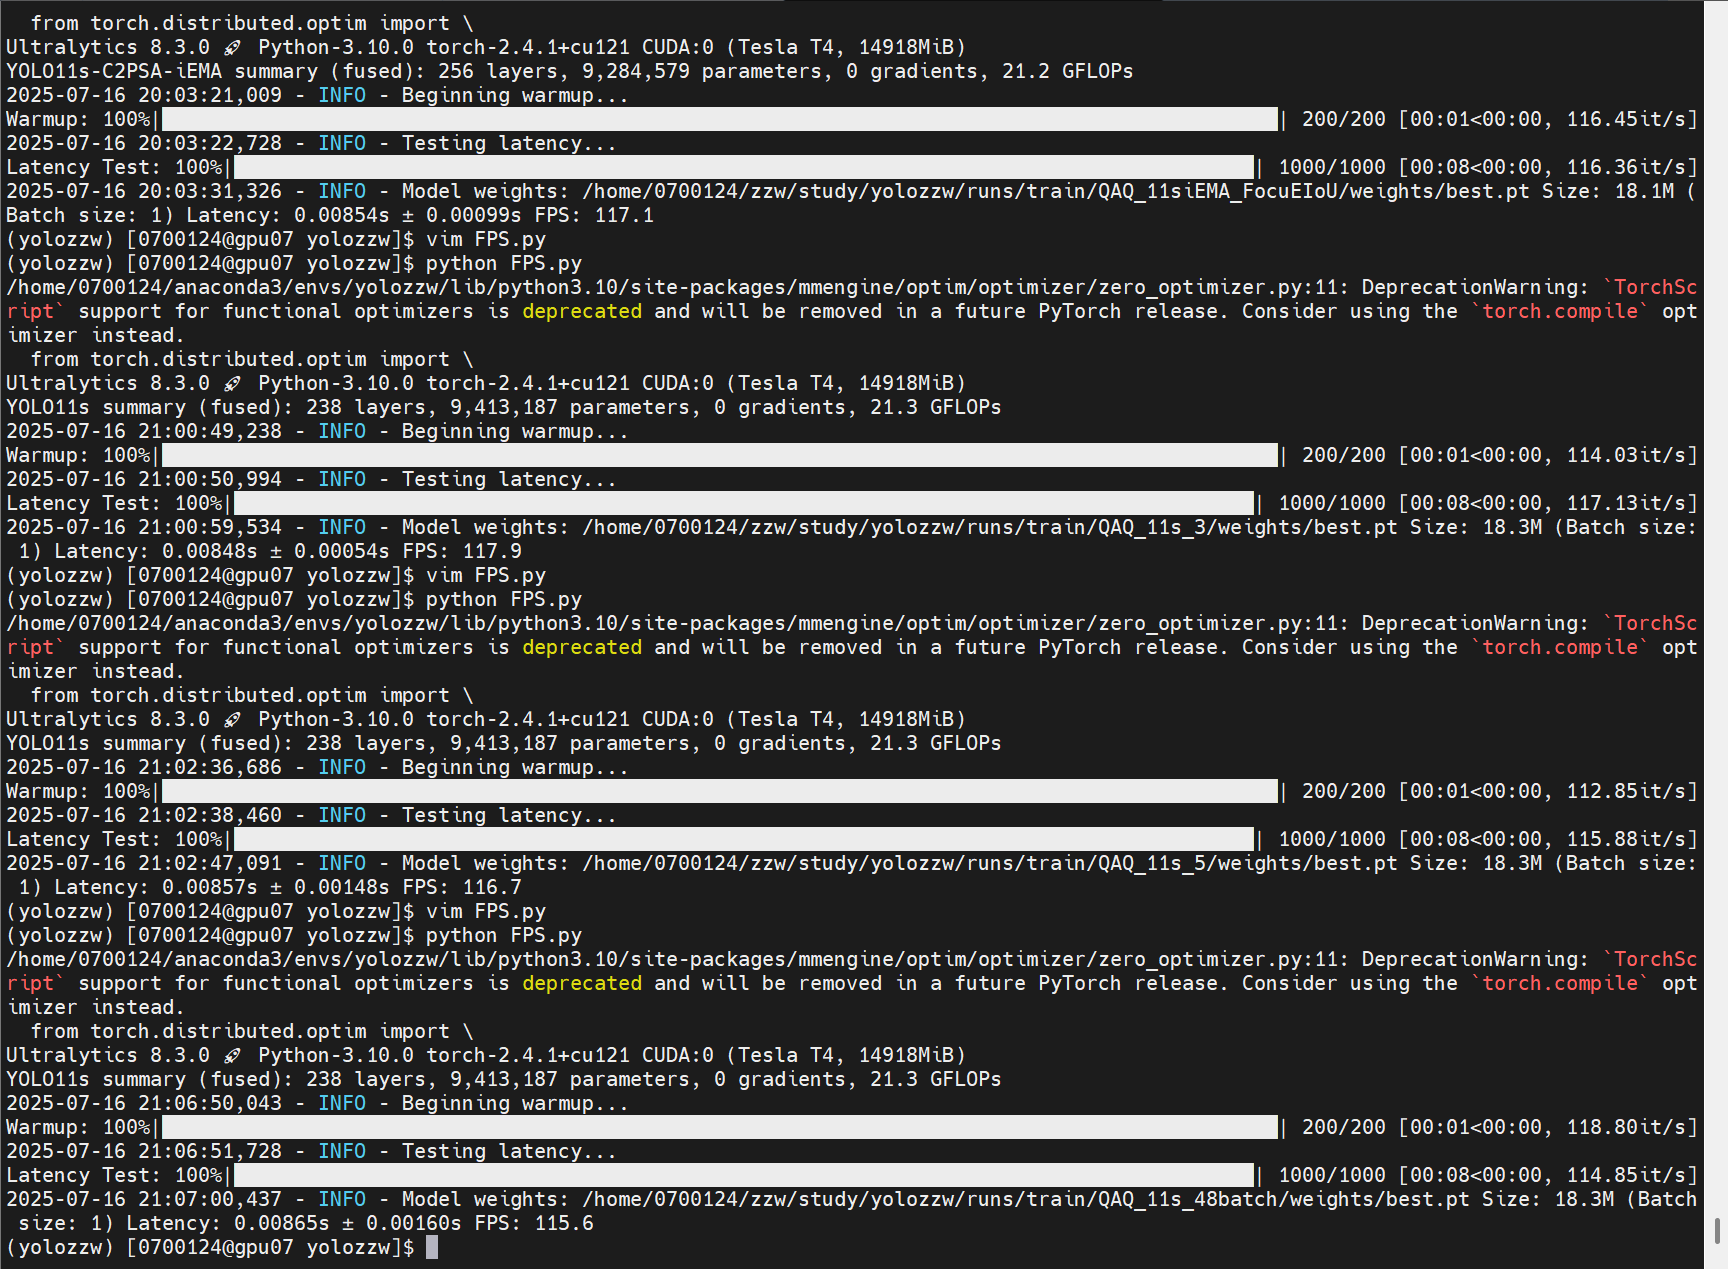 from torch.distributed.optim import \
Ultralytics 8.3.0 🚀 Python-3.10.0 torch-2.4.1+cu121 CUDA:0 (Tesla T4, 14918MiB)
YOLO11s-C2PSA-iEMA summary (fused): 256 layers, 9,284,579 parameters, 0 gradients, 21.2 GFLOPs
2025-07-16 20:03:21,009 - INFO - Beginning warmup...
Warmup: 100%|██████████| 200/200 [00:01<00:00, 116.45it/s]
2025-07-16 20:03:22,728 - INFO - Testing latency...
Latency Test: 100%|██████████| 1000/1000 [00:08<00:00, 116.36it/s]
2025-07-16 20:03:31,326 - INFO - Model weights: /home/0700124/zzw/study/yolozzw/runs/train/QAQ_11siEMA_FocuEIoU/weights/best.pt Size: 18.1M (
Batch size: 1) Latency: 0.00854s ± 0.00099s FPS: 117.1
(yolozzw) [0700124@gpu07 yolozzw]$ vim FPS.py
(yolozzw) [0700124@gpu07 yolozzw]$ python FPS.py
/home/0700124/anaconda3/envs/yolozzw/lib/python3.10/site-packages/mmengine/optim/optimizer/zero_optimizer.py:11: DeprecationWarning: `TorchSc
ript` support for functional optimizers is deprecated and will be removed in a future PyTorch release. Consider using the `torch.compile` opt
imizer instead.
  from torch.distributed.optim import \
Ultralytics 8.3.0 🚀 Python-3.10.0 torch-2.4.1+cu121 CUDA:0 (Tesla T4, 14918MiB)
YOLO11s summary (fused): 238 layers, 9,413,187 parameters, 0 gradients, 21.3 GFLOPs
2025-07-16 21:00:49,238 - INFO - Beginning warmup...
Warmup: 100%|██████████| 200/200 [00:01<00:00, 114.03it/s]
2025-07-16 21:00:50,994 - INFO - Testing latency...
Latency Test: 100%|██████████| 1000/1000 [00:08<00:00, 117.13it/s]
2025-07-16 21:00:59,534 - INFO - Model weights: /home/0700124/zzw/study/yolozzw/runs/train/QAQ_11s_3/weights/best.pt Size: 18.3M (Batch size:
 1) Latency: 0.00848s ± 0.00054s FPS: 117.9
(yolozzw) [0700124@gpu07 yolozzw]$ vim FPS.py
(yolozzw) [0700124@gpu07 yolozzw]$ python FPS.py
/home/0700124/anaconda3/envs/yolozzw/lib/python3.10/site-packages/mmengine/optim/optimizer/zero_optimizer.py:11: DeprecationWarning: `TorchSc
ript` support for functional optimizers is deprecated and will be removed in a future PyTorch release. Consider using the `torch.compile` opt
imizer instead.
  from torch.distributed.optim import \
Ultralytics 8.3.0 🚀 Python-3.10.0 torch-2.4.1+cu121 CUDA:0 (Tesla T4, 14918MiB)
YOLO11s summary (fused): 238 layers, 9,413,187 parameters, 0 gradients, 21.3 GFLOPs
2025-07-16 21:02:36,686 - INFO - Beginning warmup...
Warmup: 100%|██████████| 200/200 [00:01<00:00, 112.85it/s]
2025-07-16 21:02:38,460 - INFO - Testing latency...
Latency Test: 100%|██████████| 1000/1000 [00:08<00:00, 115.88it/s]
2025-07-16 21:02:47,091 - INFO - Model weights: /home/0700124/zzw/study/yolozzw/runs/train/QAQ_11s_5/weights/best.pt Size: 18.3M (Batch size:
 1) Latency: 0.00857s ± 0.00148s FPS: 116.7
(yolozzw) [0700124@gpu07 yolozzw]$ vim FPS.py
(yolozzw) [0700124@gpu07 yolozzw]$ python FPS.py
/home/0700124/anaconda3/envs/yolozzw/lib/python3.10/site-packages/mmengine/optim/optimizer/zero_optimizer.py:11: DeprecationWarning: `TorchSc
ript` support for functional optimizers is deprecated and will be removed in a future PyTorch release. Consider using the `torch.compile` opt
imizer instead.
  from torch.distributed.optim import \
Ultralytics 8.3.0 🚀 Python-3.10.0 torch-2.4.1+cu121 CUDA:0 (Tesla T4, 14918MiB)
YOLO11s summary (fused): 238 layers, 9,413,187 parameters, 0 gradients, 21.3 GFLOPs
2025-07-16 21:06:50,043 - INFO - Beginning warmup...
Warmup: 100%|██████████| 200/200 [00:01<00:00, 118.80it/s]
2025-07-16 21:06:51,728 - INFO - Testing latency...
Latency Test: 100%|██████████| 1000/1000 [00:08<00:00, 114.85it/s]
2025-07-16 21:07:00,437 - INFO - Model weights: /home/0700124/zzw/study/yolozzw/runs/train/QAQ_11s_48batch/weights/best.pt Size: 18.3M (Batch
 size: 1) Latency: 0.00865s ± 0.00160s FPS: 115.6
(yolozzw) [0700124@gpu07 yolozzw]$